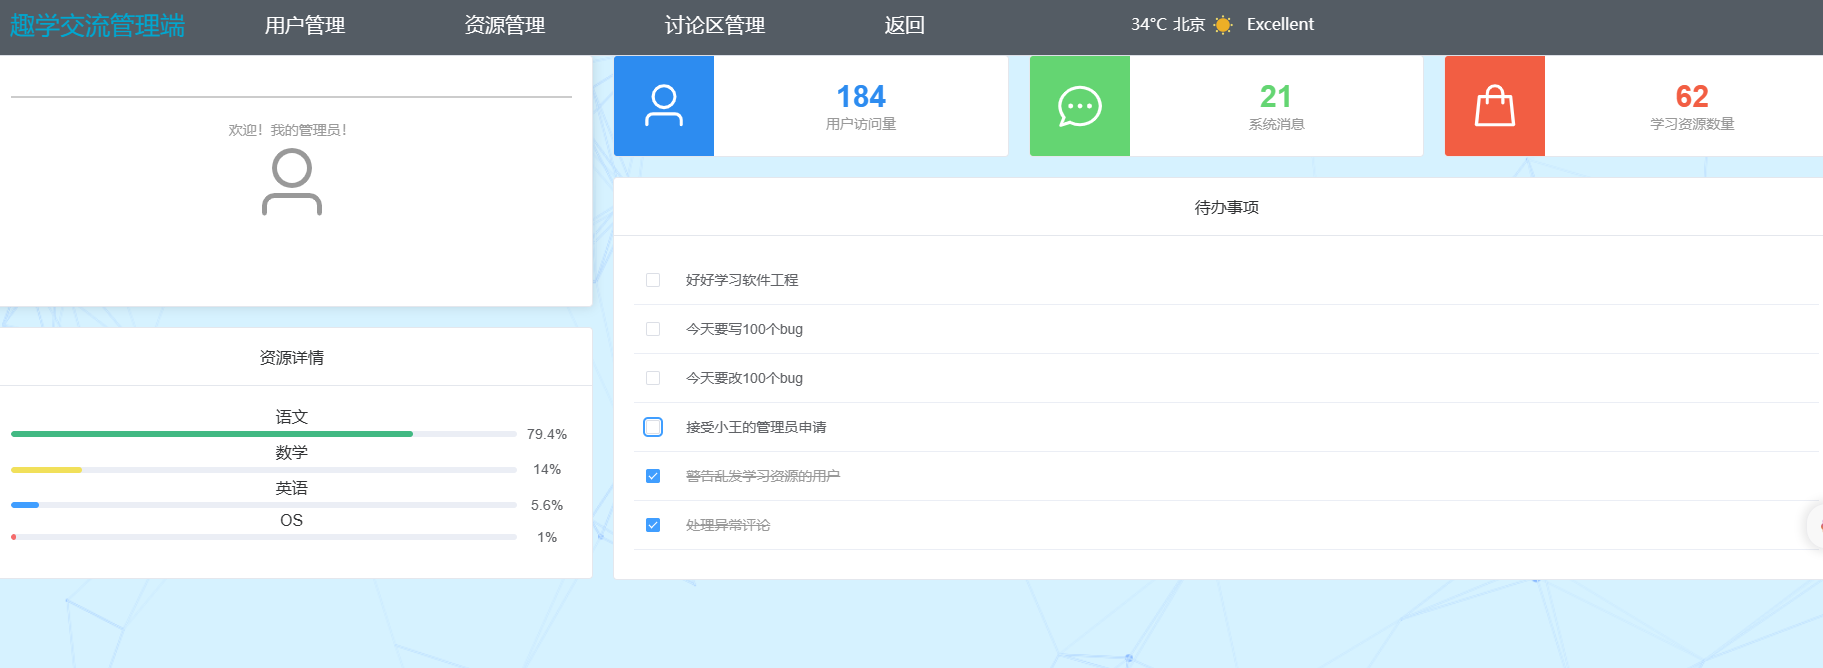 趣学交流管理端 用户管理 资源管理 讨论区管理 返回 34°C 北京 Excellent
欢迎！我的管理员！
184
用户访问量
21
系统消息
62
学习资源数量
资源详情
语文
79.4%
数学
14%
英语
5.6%
OS
1%
待办事项
好好学习软件工程
今天要写100个bug
今天要改100个bug
接受小王的管理员申请
警告乱发学习资源的用户
处理异常评论